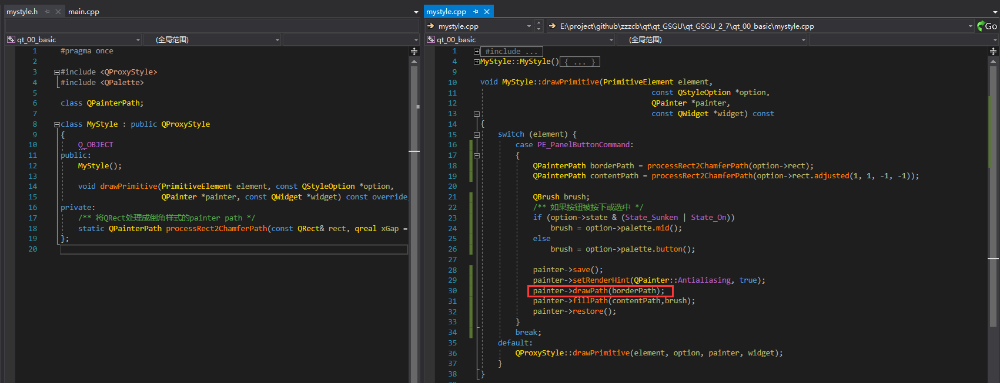 mystyle.h main.cpp
qt_00_basic (全局范围)
1 #pragma once
2
3 #include <QProxyStyle>
4 #include <QPalette>
5
6 class QPainterPath;
7
8 class MyStyle : public QProxyStyle
9 {
10 Q_OBJECT
11 public:
12 MyStyle();
13
14 void drawPrimitive(PrimitiveElement element, const QStyleOption *option,
15 QPainter *painter, const QWidget *widget) const override
16 private:
17 /** 将QRect处理成倒角样式的painter path */
18 static QPainterPath processRect2ChamferPath(const QRect& rect, qreal xGap =
19 };
20
mystyle.cpp
mystyle.cpp E:\project\github\zzzcb\qt\qt_GSGU\qt_GSGU_2_7\qt_00_basic\mystyle.cpp Go
qt_00_basic (全局范围)
1 #include ...
4 MyStyle::MyStyle() { ... }
9
10 void MyStyle::drawPrimitive(PrimitiveElement element,
11 const QStyleOption *option,
12 QPainter *painter,
13 const QWidget *widget) const
14 {
15 switch (element) {
16 case PE_PanelButtonCommand:
17 {
18 QPainterPath borderPath = processRect2ChamferPath(option->rect);
19 QPainterPath contentPath = processRect2ChamferPath(option->rect.adjusted(1, 1, -1, -1));
20
21 QBrush brush;
22 /** 如果按钮被按下或选中 */
23 if (option->state & (State_Sunken | State_On))
24 brush = option->palette.mid();
25 else
26 brush = option->palette.button();
27
28 painter->save();
29 painter->setRenderHint(QPainter::Antialiasing, true);
30 painter->drawPath(borderPath);
31 painter->fillPath(contentPath,brush);
32 painter->restore();
33 }
34 break;
35 default:
36 QProxyStyle::drawPrimitive(element, option, painter, widget);
37 }
38 }